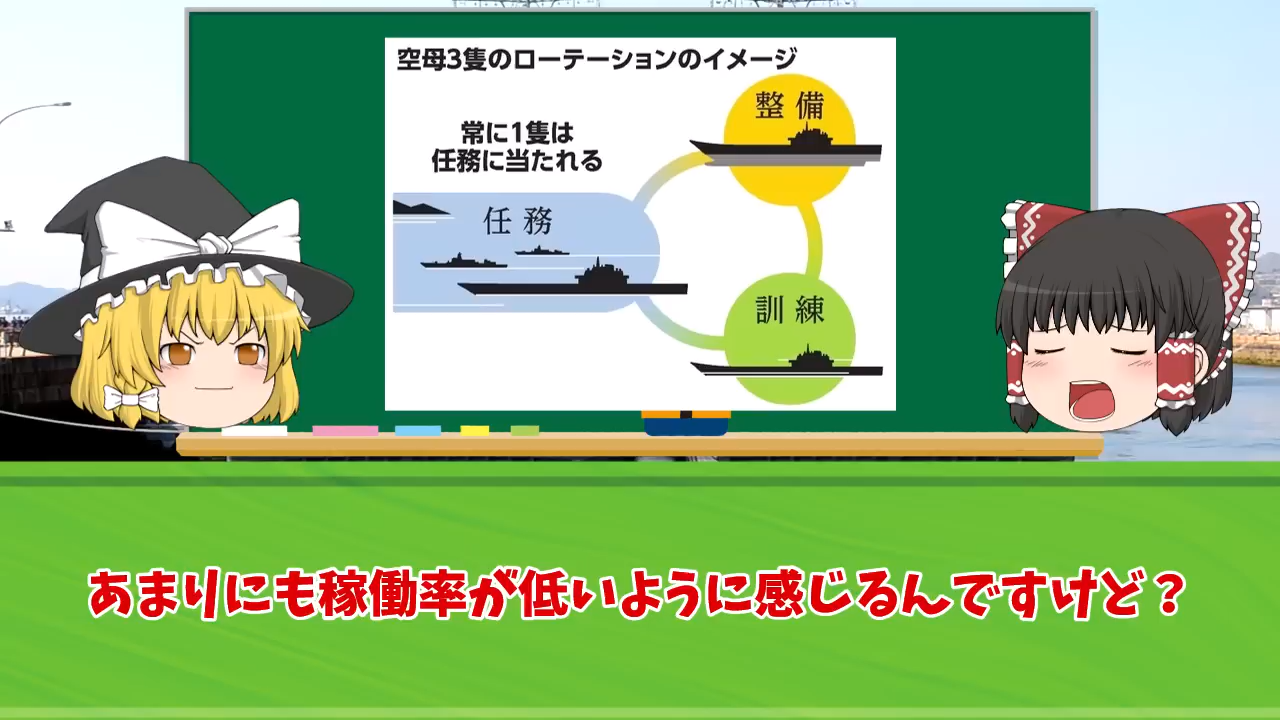 空母3隻のローテーションのイメージ
常に1隻は
任務に当たれる
整備
任務
訓練
あまりにも稼働率が低いように感じるんですけど？